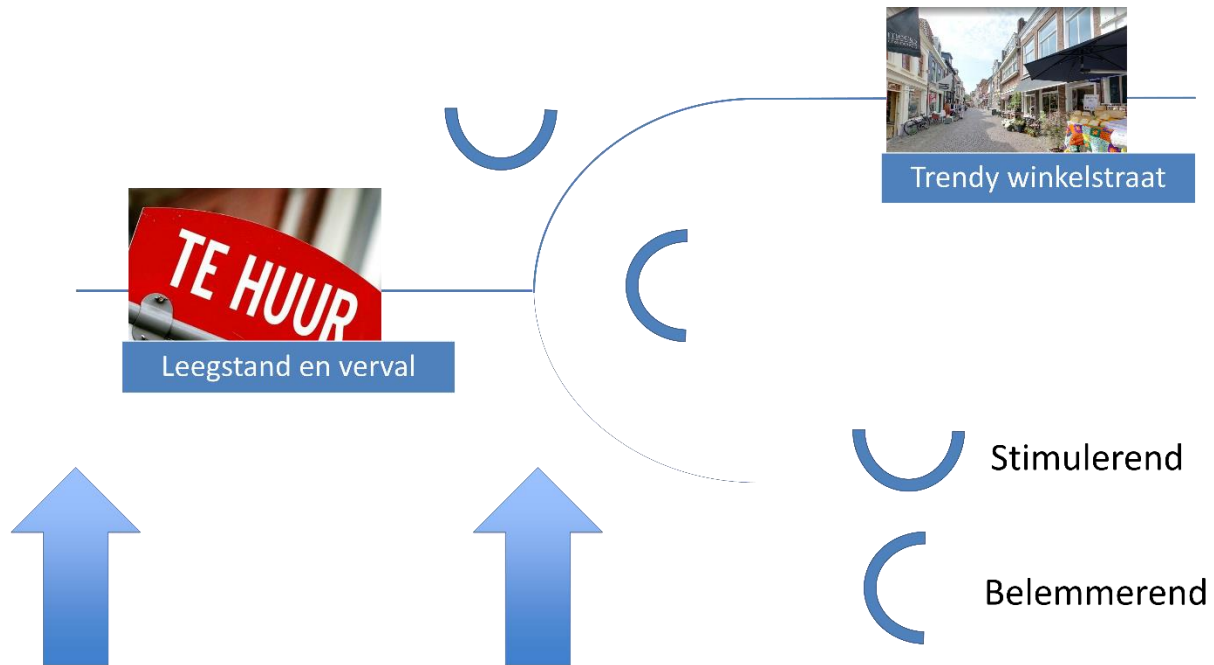 TE HUUR
Leegstand en verval
Trendy winkelstraat
Stimulerend
Belemmerend